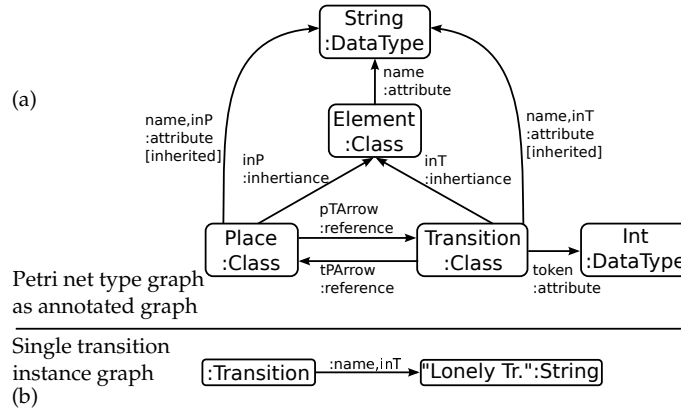 String
:DataType
name
:attribute
(a)
Element
:Class
name,inP
:attribute
[inherited]
name,inT
:attribute
[inherited]
inP
:inhertiance
inT
:inhertiance
pTArrow
:reference
Place
:Class
Transition
:Class
Int
:DataType
tPArrow
:reference
token
:attribute
Petri net type graph
as annotated graph
Single transition
instance graph
(b)
:Transition
:name,inT
"Lonely Tr.":String